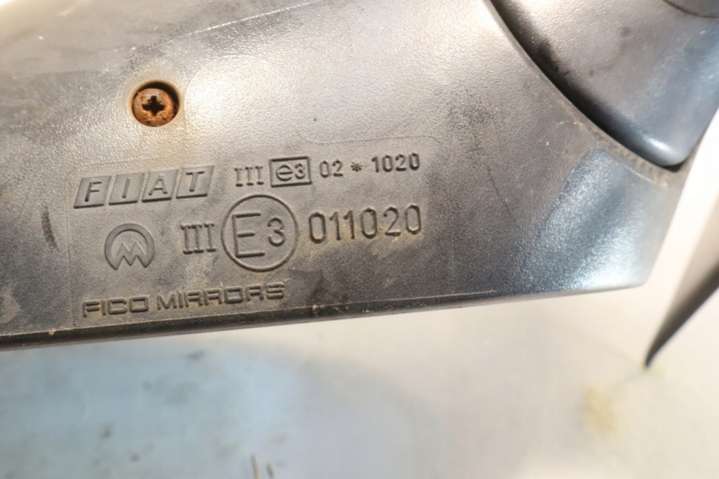 FIAT III e3 02 * 1020
III E3 011020
FICO MIRRORS